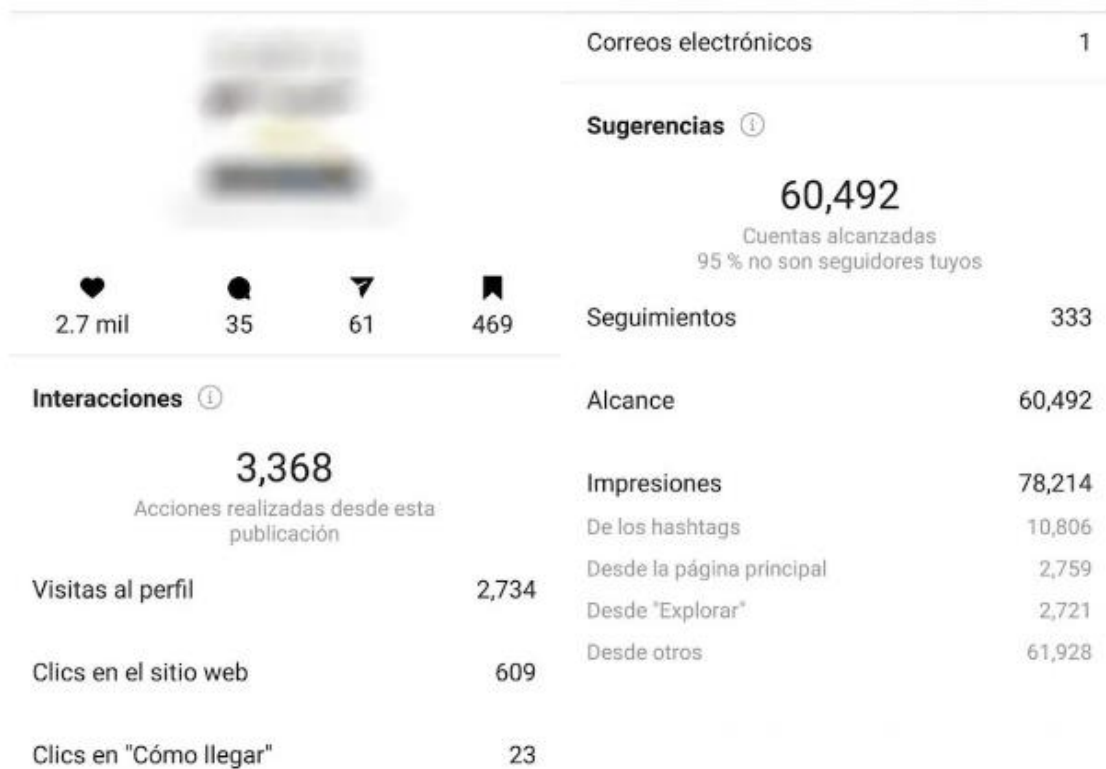 2.7 mil 35 61 469
Interacciones
3,368
Acciones realizadas desde esta
publicación
Visitas al perfil 2,734
Clics en el sitio web 609
Clics en "Cómo llegar" 23
Correos electrónicos 1
Sugerencias
60,492
Cuentas alcanzadas
95 % no son seguidores tuyos
Seguimientos 333
Alcance 60,492
Impresiones 78,214
De los hashtags 10,806
Desde la página principal 2,759
Desde "Explorar" 2,721
Desde otros 61,928